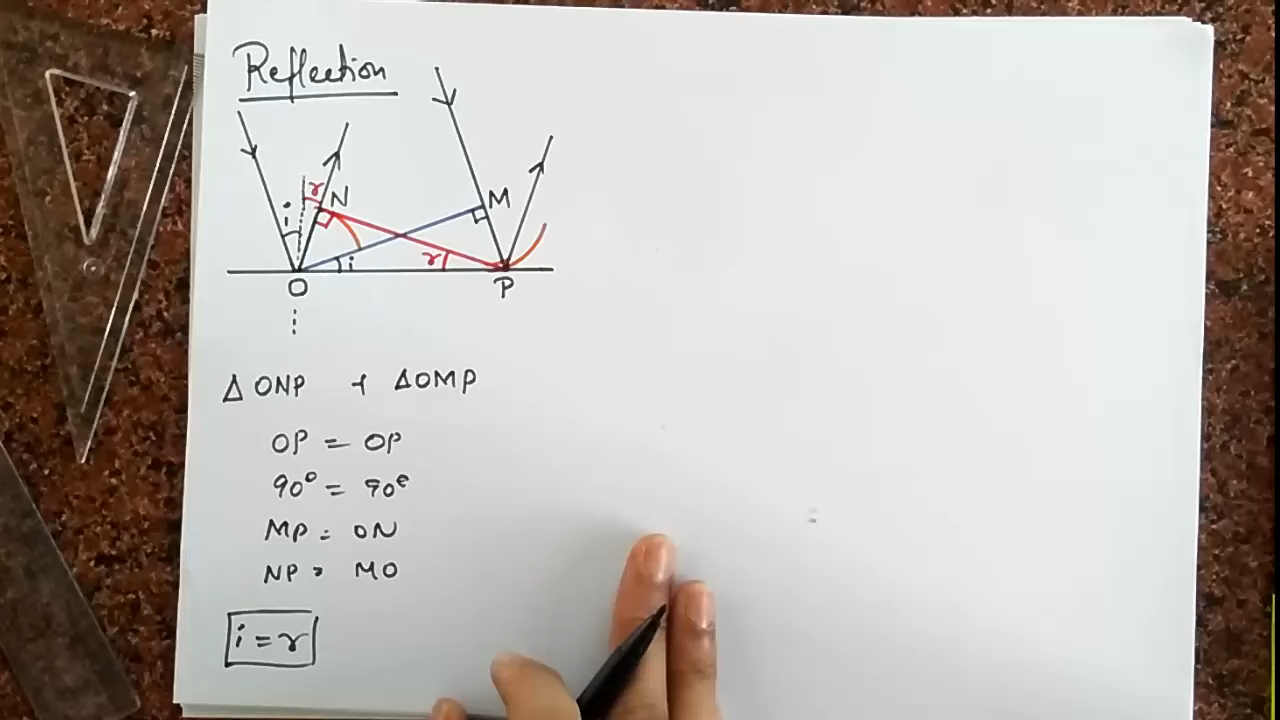 Reflection
r N M
i
i r
O P
△ ONP + △OMP
OP = OP
90° = 90°
MP = ON
NP = MO
i = r